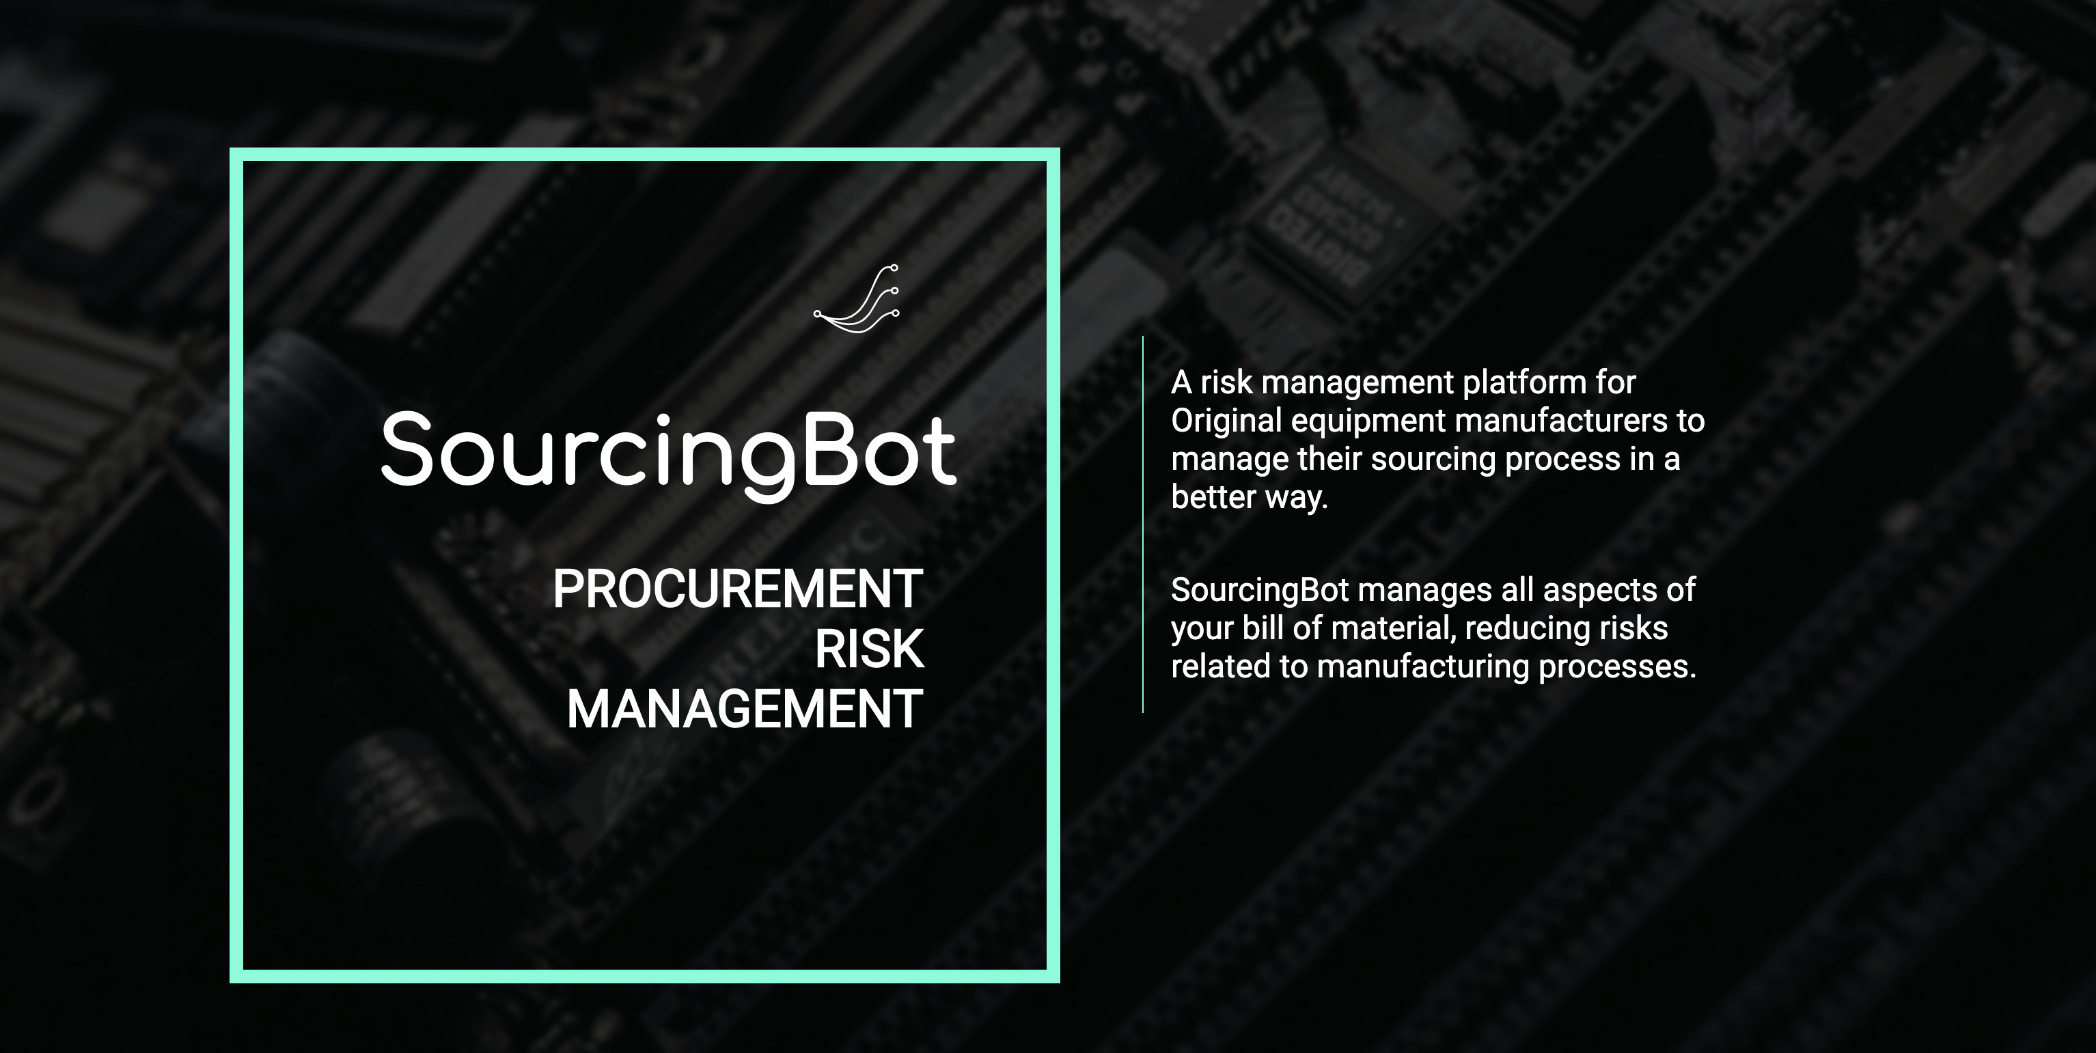 SourcingBot
PROCUREMENT
RISK
MANAGEMENT
A risk management platform for
Original equipment manufacturers to
manage their sourcing process in a
better way.
SourcingBot manages all aspects of
your bill of material, reducing risks
related to manufacturing processes.